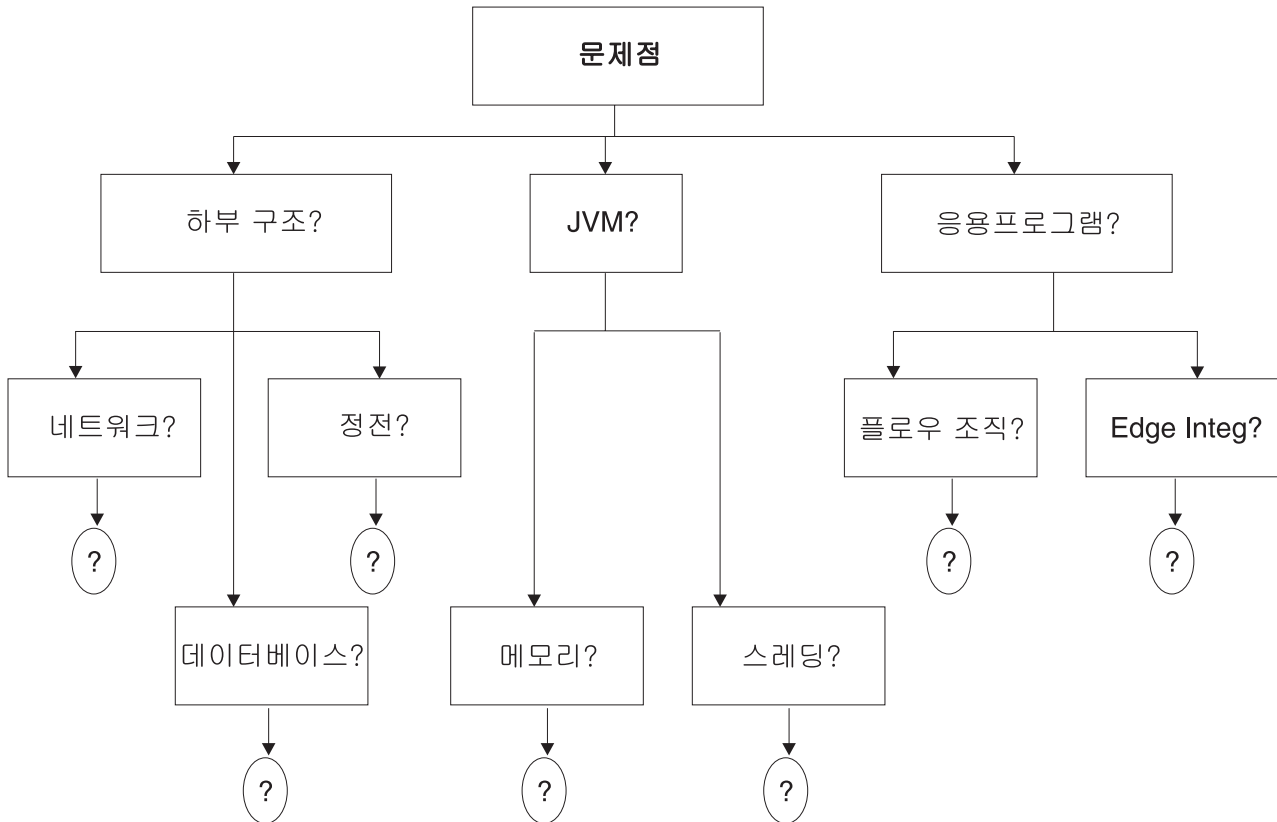 문제점
하부 구조?
JVM?
응용프로그램?
네트워크?
정전?
플로우 조직?
Edge Integ?
?
?
?
?
데이터베이스?
메모리?
스레딩?
?
?
?